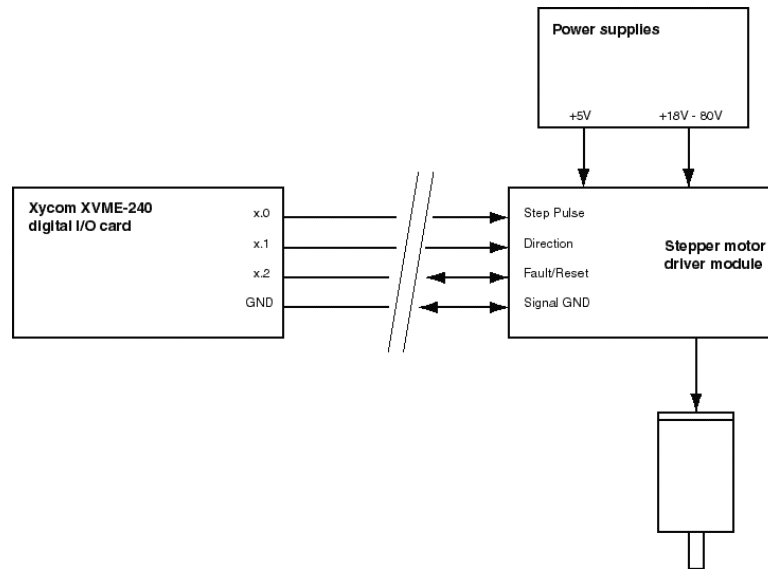 Power supplies
+5V
+18V - 80V
Xycom XVME-240
digital I/O card
x.0
x.1
x.2
GND
Step Pulse
Direction
Fault/Reset
Signal GND
Stepper motor
driver module